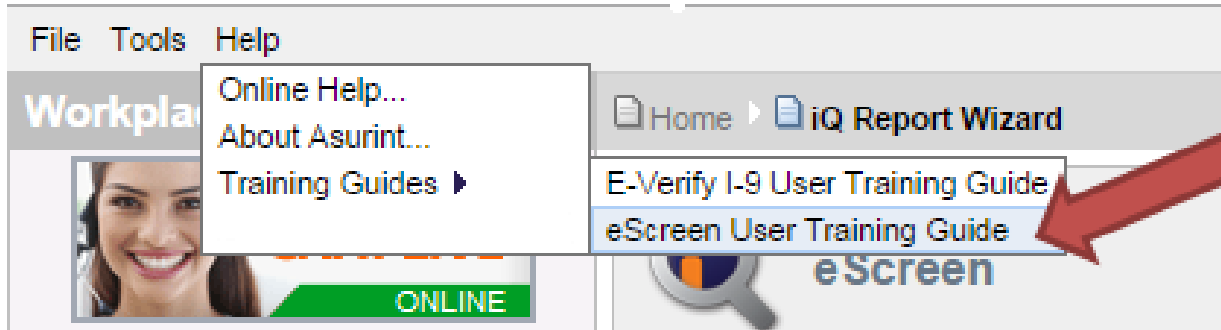 File Tools Help
Online Help...
About Asurint...
Training Guides
Home iQ Report Wizard
E-Verify I-9 User Training Guide
eScreen User Training Guide
eScreen
ONLINE